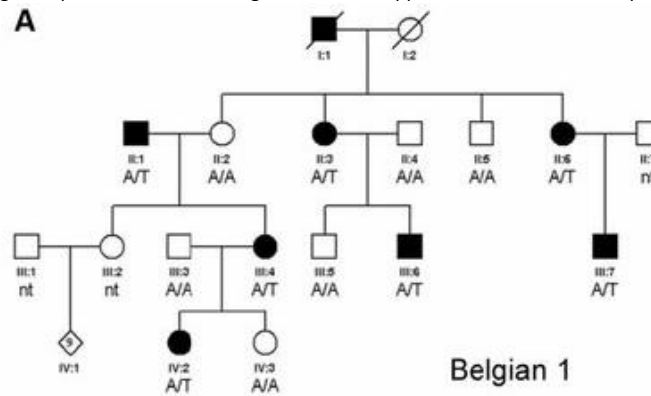 A
I:1 I:2
II:1 II:2 II:3 II:4 II:5 II:6
A/T A/A A/T A/A A/A A/T nt
III:1 III:2 III:3 III:4 III:5 III:6 III:7
nt nt A/A A/T A/A A/T A/T
9
IV:1 IV:2 IV:3
A/T A/A
Belgian 1